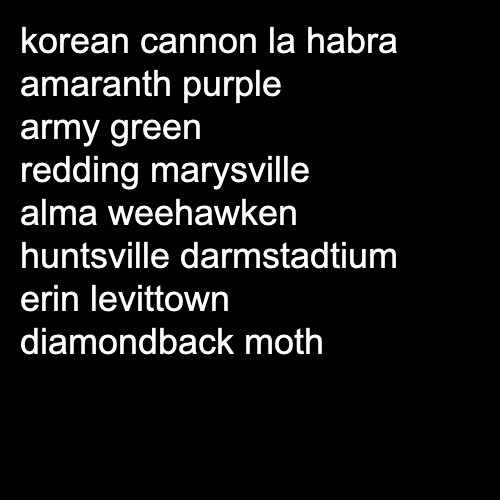 korean cannon la habra
amaranth purple
army green
redding marysville
alma weehawken
huntsville darmstadtium
erin levittown
diamondback moth